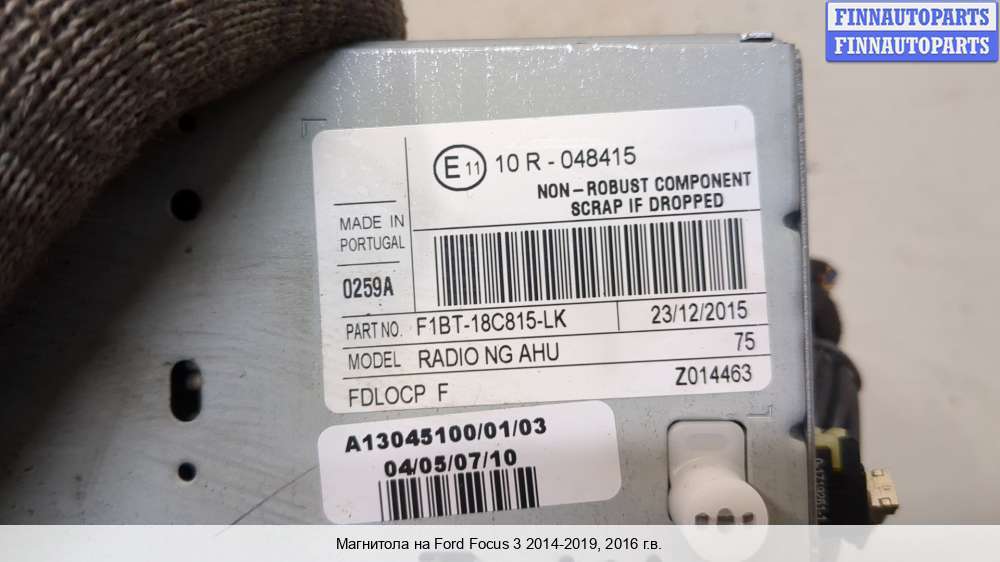 FINNAUTOPARTS
FINNAUTOPARTS
E 11 10 R - 048415
NON - ROBUST COMPONENT
SCRAP IF DROPPED
MADE IN
PORTUGAL
0259A
PART NO. F1BT-18C815-LK 23/12/2015
MODEL RADIO NG AHU 75
FDLOCP F Z014463
A13045100/01/03
04/05/07/10
Магнитола на Ford Focus 3 2014-2019, 2016 г.в.